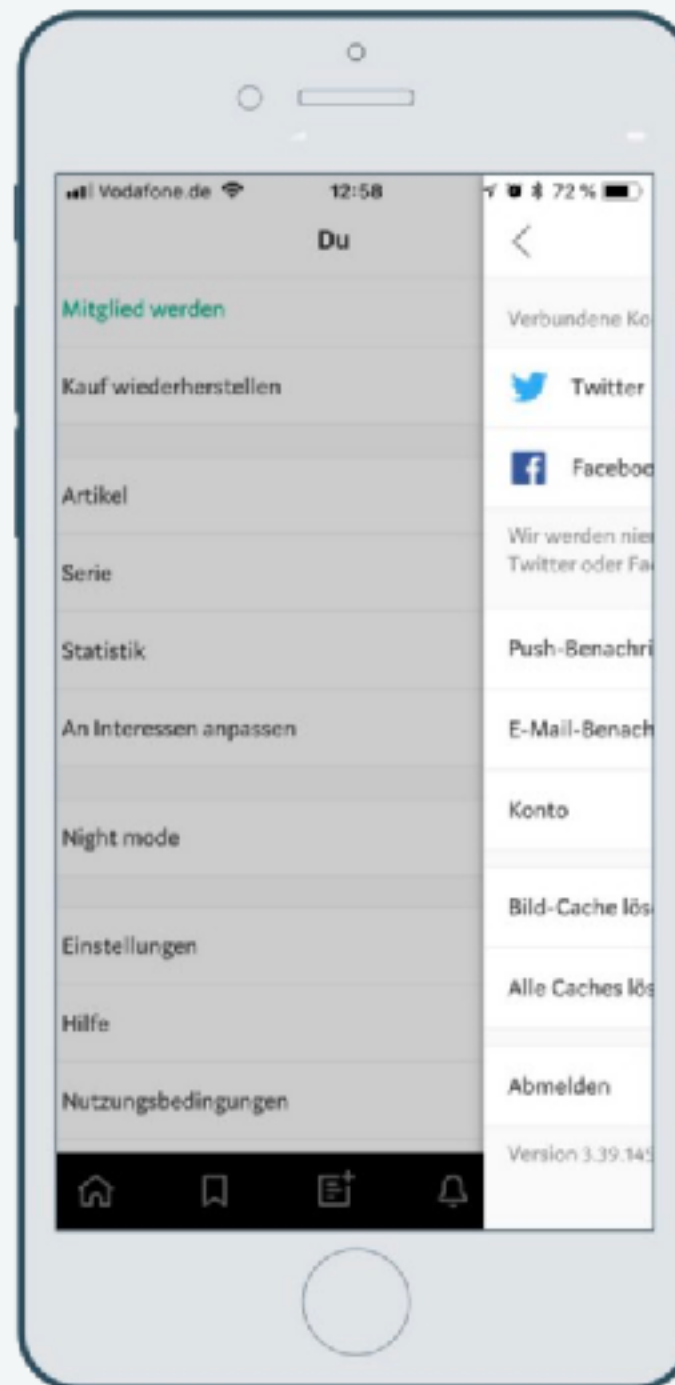 Vodafone.de 12:58 72 %
Du
Mitglied werden
Kauf wiederherstellen
Artikel
Serie
Statistik
An Interessen anpassen
Night mode
Einstellungen
Hilfe
Nutzungsbedingungen
Verbundene Ko
Twitter
Faceboo
Wir werden nie
Twitter oder Fa
Push-Benachri
E-Mail-Benach
Konto
Bild-Cache lös
Alle Caches lös
Abmelden
Version 3.39.145